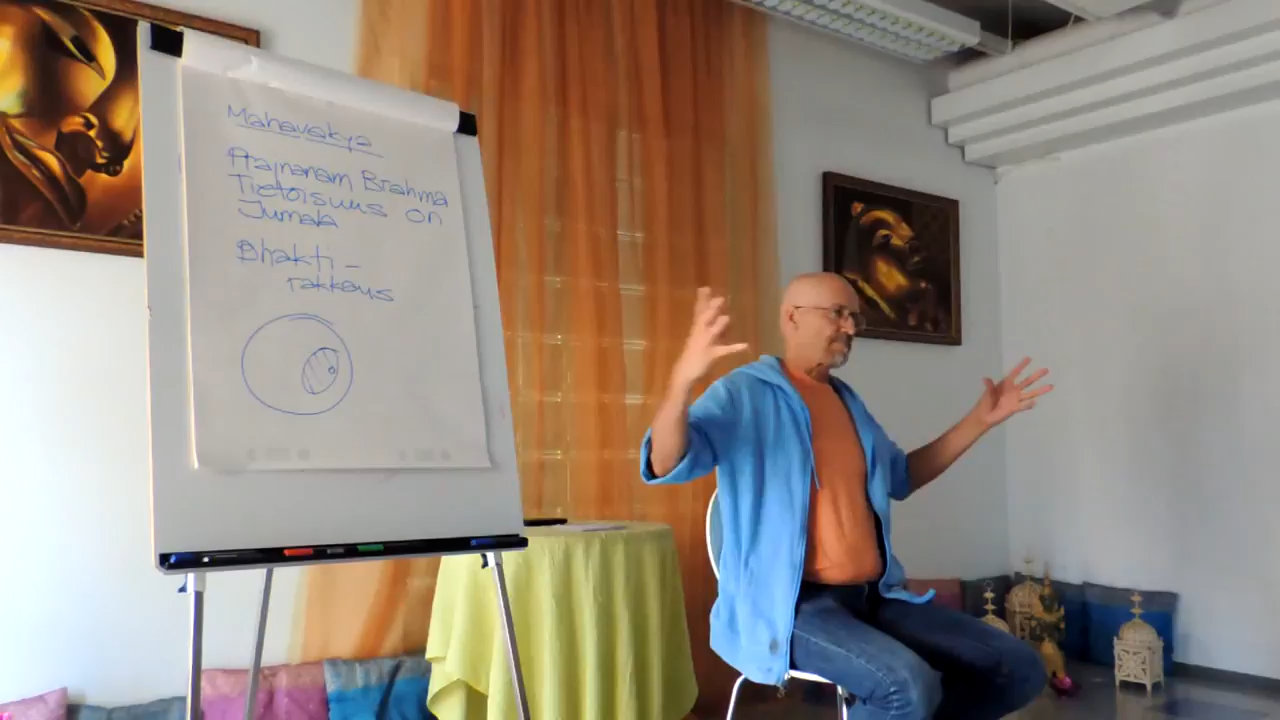 Mahavakya
Prajnanam Brahma
Tietoisuus on
Jumala
Bhakti –
rakkaus